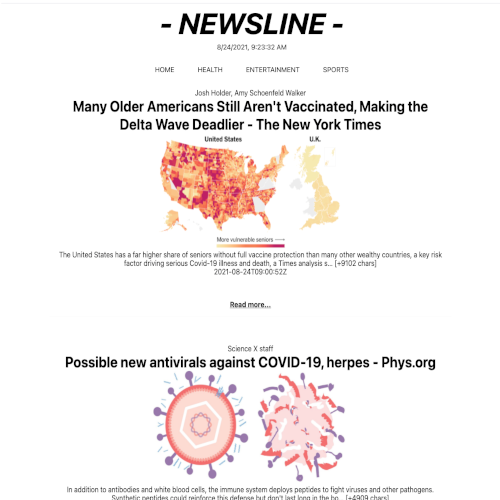 - NEWSLINE -
8/24/2021, 9:23:32 AM
HOME HEALTH ENTERTAINMENT SPORTS
Josh Holder, Amy Schoenfeld Walker
Many Older Americans Still Aren't Vaccinated, Making the
Delta Wave Deadlier - The New York Times
United States U.K.
More vulnerable seniors
The United States has a far higher share of seniors without full vaccine protection than many other wealthy countries, a key risk
factor driving serious Covid-19 illness and death, a Times analysis s... [+9102 chars]
2021-08-24T09:00:52Z
Read more...
Science X staff
Possible new antivirals against COVID-19, herpes - Phys.org
In addition to antibodies and white blood cells, the immune system deploys peptides to fight viruses and other pathogens.
Synthetic peptides could reinforce this defense but don't last long in the bo... [+4909 chars]